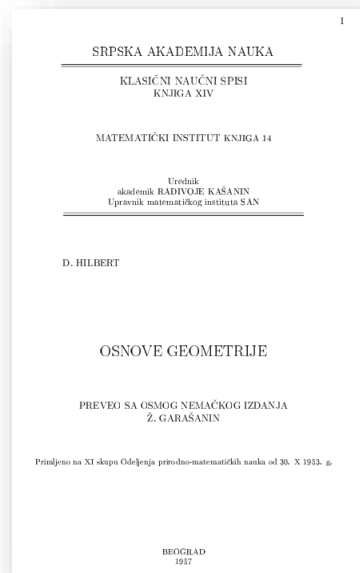 1
SRPSKA AKADEMIJA NAUKA
KLASIČNI NAUČNI SPISI
KNJIGA XIV
MATEMATIČKI INSTITUT KNJIGA 14
Urednik
akademik RADIVOJE KAŠANIN
Upravnik matematičkog instituta SAN
D. HILBERT
OSNOVE GEOMETRIJE
PREVEO SA OSMOG NEMAČKOG IZDANJA
Ž. GARAŠANIN
Primljeno na XI skupu Odeljenja prirodno-matematičkih nauka od 30. X 1953. g.
BEOGRAD
1957